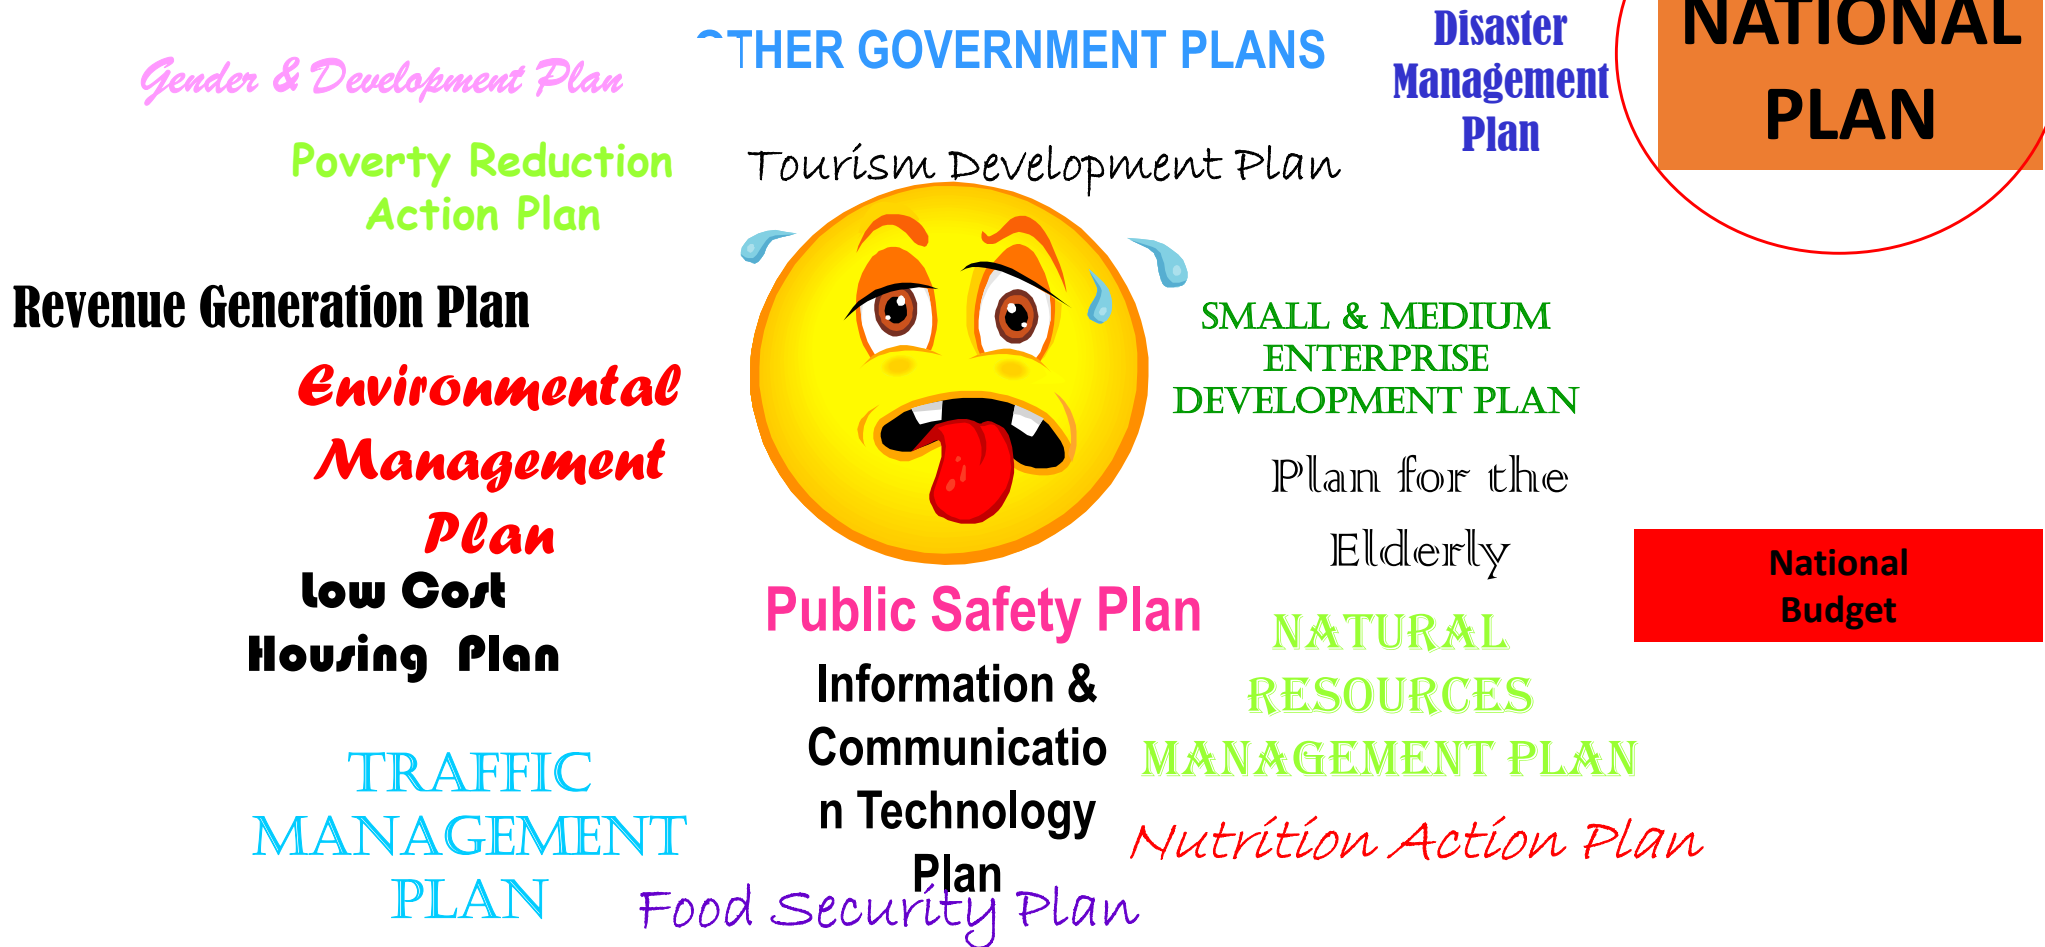 OTHER GOVERNMENT PLANS
Gender & Development Plan
Disaster
Management
Plan
NATIONAL
PLAN
Poverty Reduction
Action Plan
Tourism Development Plan
Revenue Generation Plan
SMALL & MEDIUM
ENTERPRISE
DEVELOPMENT PLAN
Environmental
Management
Plan
Plan for the
Elderly
National
Budget
Low Cost
Housing Plan
Public Safety Plan
NATURAL
RESOURCES
MANAGEMENT PLAN
Information &
Communicatio
n Technology
Plan
TRAFFIC
MANAGEMENT
PLAN
Nutrition Action Plan
Food Security Plan